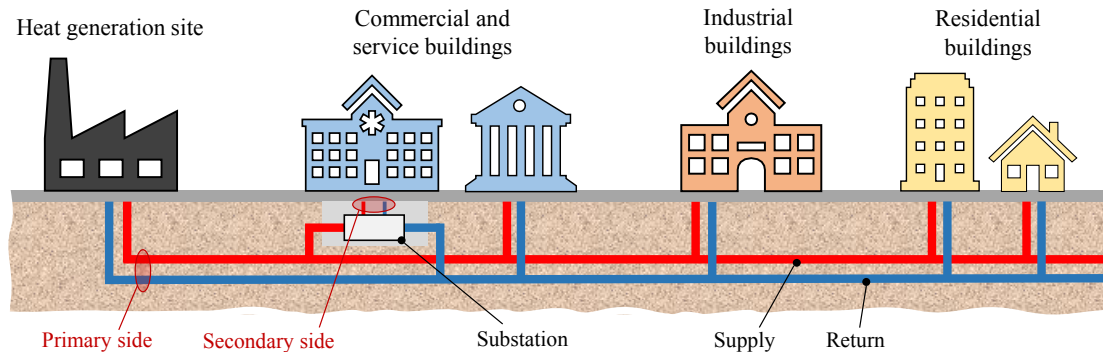 Heat generation site
Commercial and
service buildings
Industrial
buildings
Residential
buildings
Primary side
Secondary side
Substation
Supply
Return